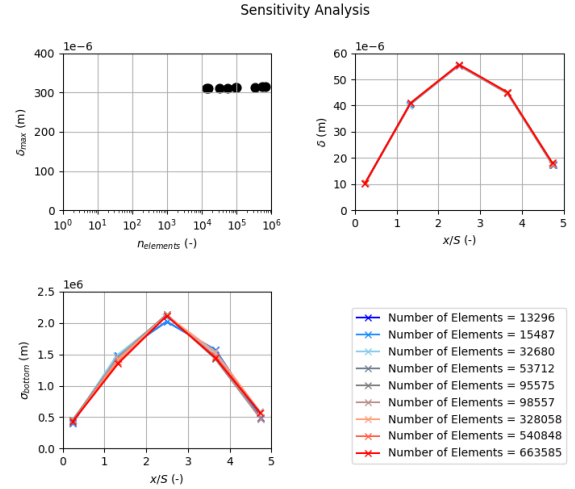 Sensitivity Analysis
1e−6
400
300
200
100
0
δmax (m)
10^0 10^1 10^2 10^3 10^4 10^5 10^6
nelements (-)
1e−6
60
50
40
30
20
10
0
δ (m)
0 1 2 3 4 5
x/S (-)
1e6
2.5
2.0
1.5
1.0
0.5
0.0
σbottom (m)
0 1 2 3 4 5
x/S (-)
Number of Elements = 13296
Number of Elements = 15487
Number of Elements = 32680
Number of Elements = 53712
Number of Elements = 95575
Number of Elements = 98557
Number of Elements = 328058
Number of Elements = 540848
Number of Elements = 663585